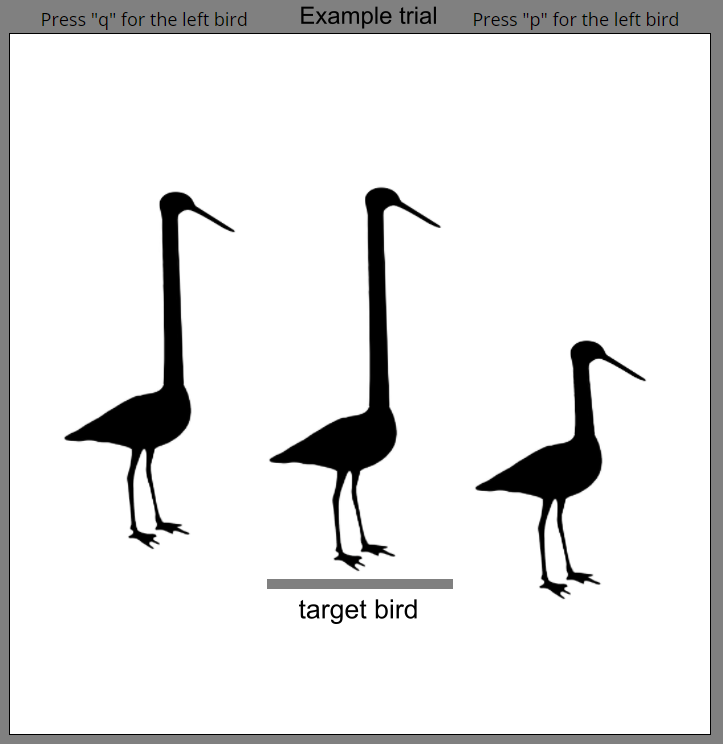 Press "q" for the left bird
Example trial
Press "p" for the left bird
target bird